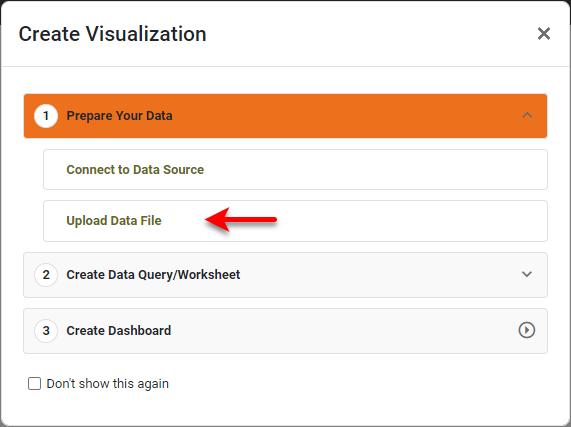 Create Visualization
1 Prepare Your Data
Connect to Data Source
Upload Data File
2 Create Data Query/Worksheet
3 Create Dashboard
Don't show this again